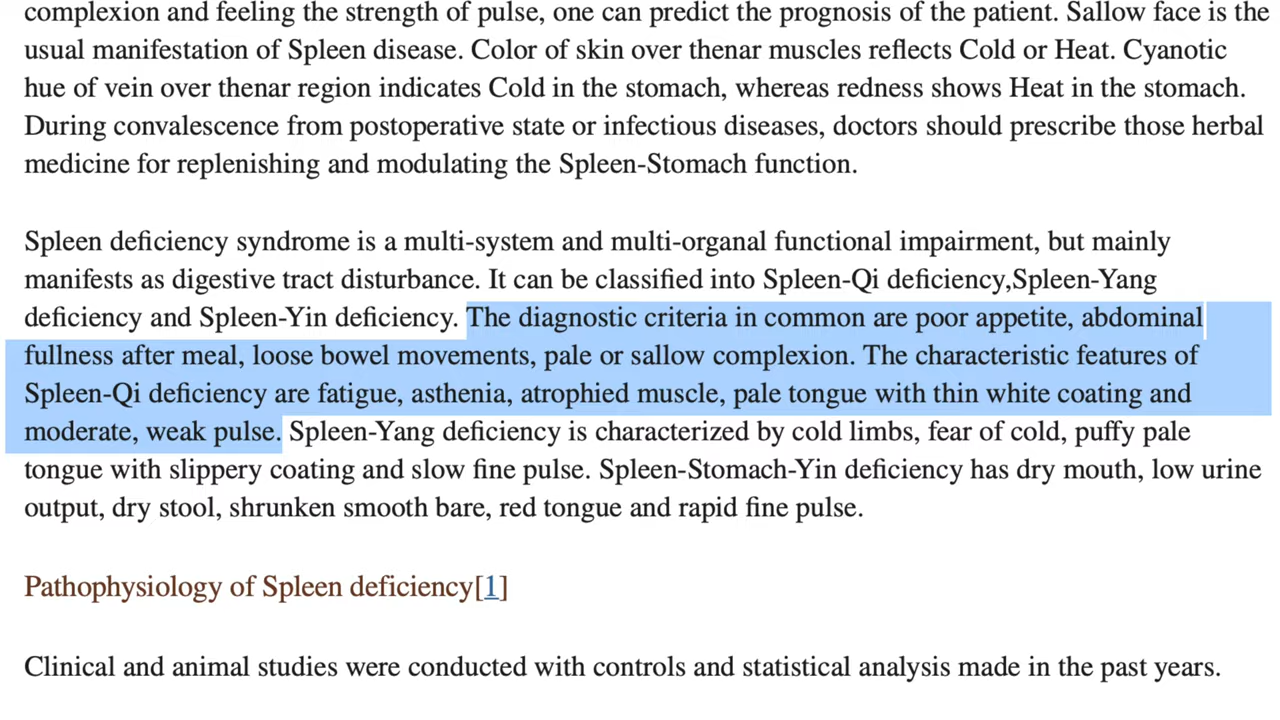 complexion and feeling the strength of pulse, one can predict the prognosis of the patient. Sallow face is the
usual manifestation of Spleen disease. Color of skin over thenar muscles reflects Cold or Heat. Cyanotic
hue of vein over thenar region indicates Cold in the stomach, whereas redness shows Heat in the stomach.
During convalescence from postoperative state or infectious diseases, doctors should prescribe those herbal
medicine for replenishing and modulating the Spleen-Stomach function.
Spleen deficiency syndrome is a multi-system and multi-organal functional impairment, but mainly
manifests as digestive tract disturbance. It can be classified into Spleen-Qi deficiency,Spleen-Yang
deficiency and Spleen-Yin deficiency. The diagnostic criteria in common are poor appetite, abdominal
fullness after meal, loose bowel movements, pale or sallow complexion. The characteristic features of
Spleen-Qi deficiency are fatigue, asthenia, atrophied muscle, pale tongue with thin white coating and
moderate, weak pulse. Spleen-Yang deficiency is characterized by cold limbs, fear of cold, puffy pale
tongue with slippery coating and slow fine pulse. Spleen-Stomach-Yin deficiency has dry mouth, low urine
output, dry stool, shrunken smooth bare, red tongue and rapid fine pulse.
Pathophysiology of Spleen deficiency[1]
Clinical and animal studies were conducted with controls and statistical analysis made in the past years.